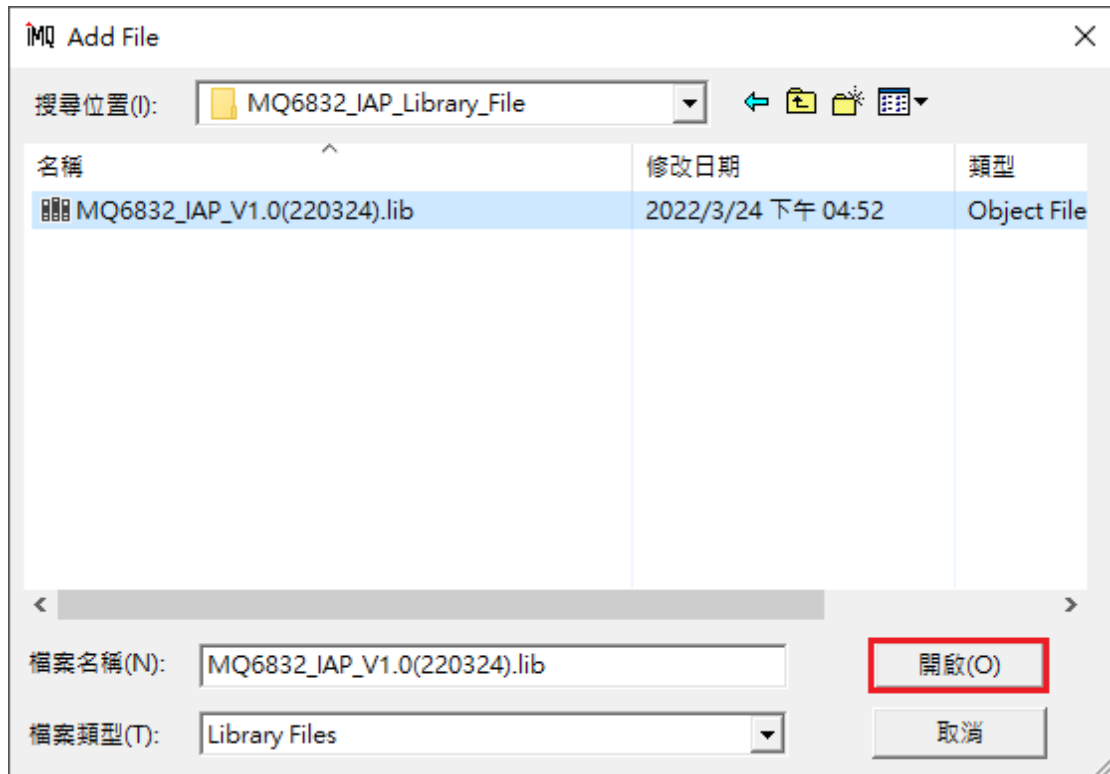 iMQ Add File
搜尋位置(I): MQ6832_IAP_Library_File
名稱 修改日期 類型
MQ6832_IAP_V1.0(220324).lib 2022/3/24 下午 04:52 Object File
檔案名稱(N): MQ6832_IAP_V1.0(220324).lib 開啟(O)
檔案類型(T): Library Files 取消